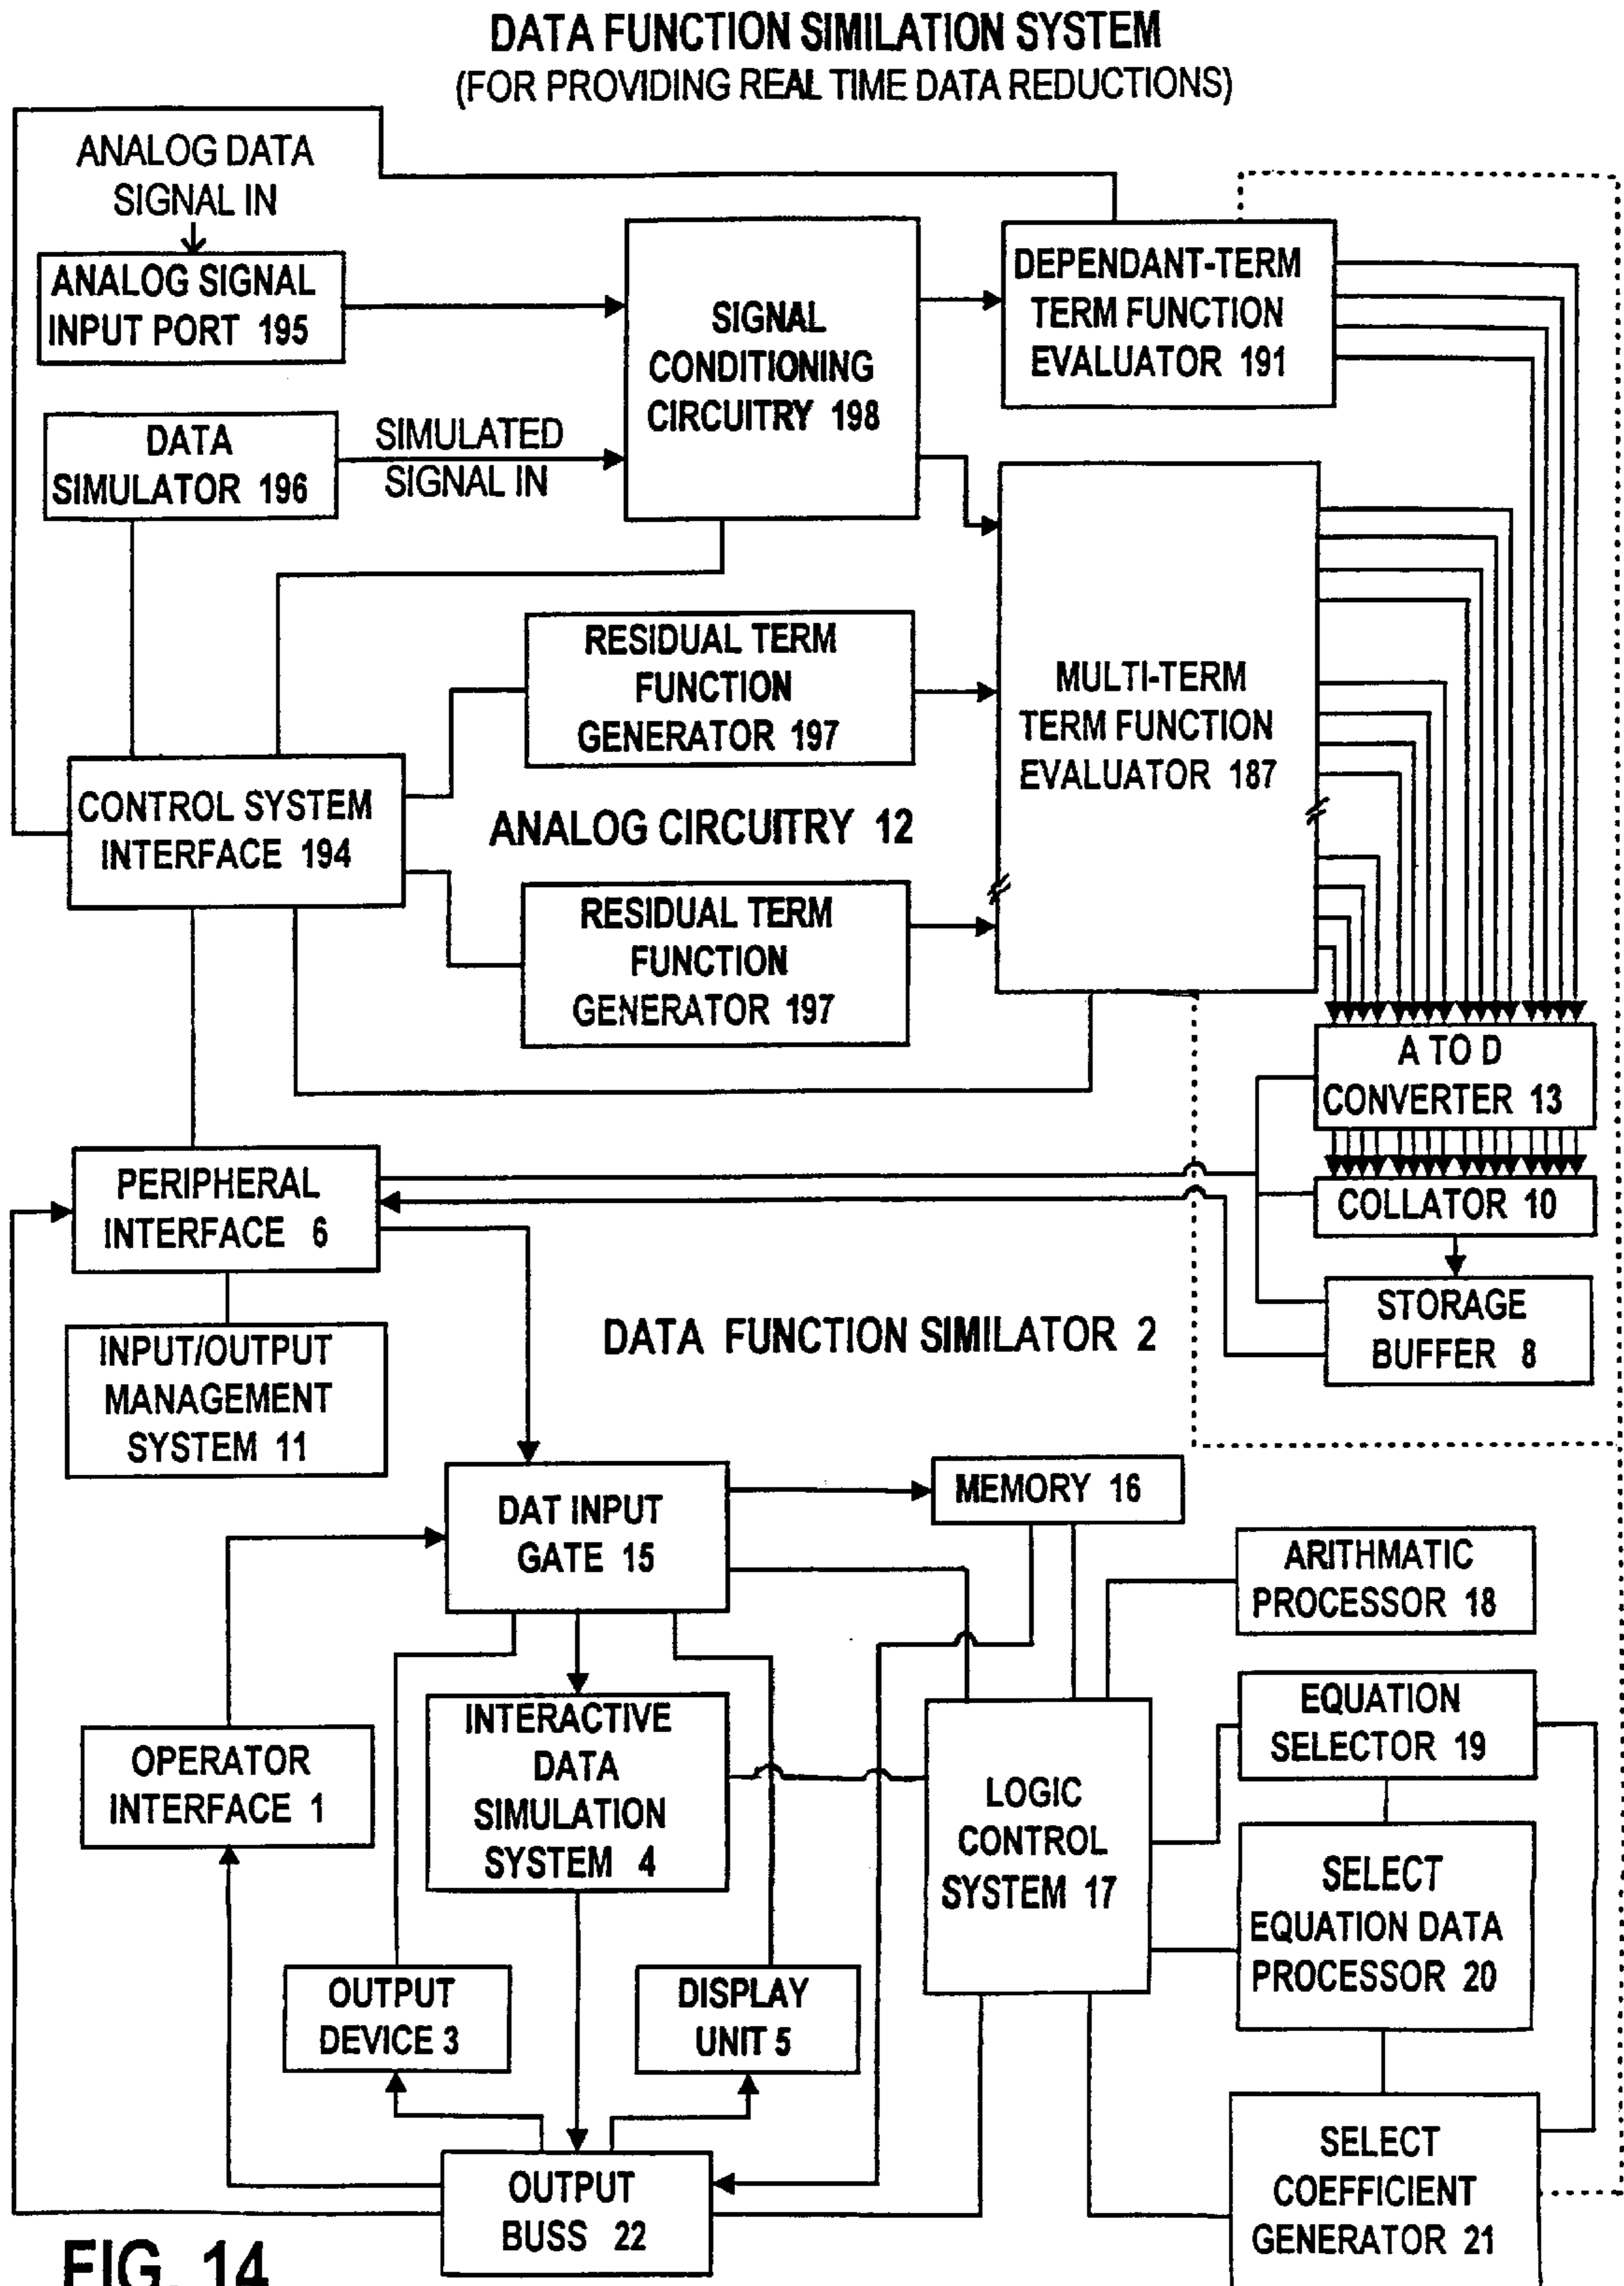 DATA FUNCTION SIMILATION SYSTEM
(FOR PROVIDING REAL TIME DATA REDUCTIONS)
ANALOG DATA
SIGNAL IN
ANALOG SIGNAL
INPUT PORT 195
SIGNAL
CONDITIONING
CIRCUITRY 198
DEPENDANT-TERM
TERM FUNCTION
EVALUATOR 191
DATA
SIMULATOR 196
SIMULATED
SIGNAL IN
RESIDUAL TERM
FUNCTION
GENERATOR 197
MULTI-TERM
TERM FUNCTION
EVALUATOR 187
CONTROL SYSTEM
INTERFACE 194
ANALOG CIRCUITRY 12
RESIDUAL TERM
FUNCTION
GENERATOR 197
A TO D
CONVERTER 13
PERIPHERAL
INTERFACE 6
COLLATOR 10
STORAGE
BUFFER 8
INPUT/OUTPUT
MANAGEMENT
SYSTEM 11
DATA FUNCTION SIMILATOR 2
DAT INPUT
GATE 15
MEMORY 16
ARITHMATIC
PROCESSOR 18
INTERACTIVE
DATA
SIMULATION
SYSTEM 4
EQUATION
SELECTOR 19
OPERATOR
INTERFACE 1
LOGIC
CONTROL
SYSTEM 17
SELECT
EQUATION DATA
PROCESSOR 20
OUTPUT
DEVICE 3
DISPLAY
UNIT 5
OUTPUT
BUSS 22
SELECT
COEFFICIENT
GENERATOR 21
FIG. 14